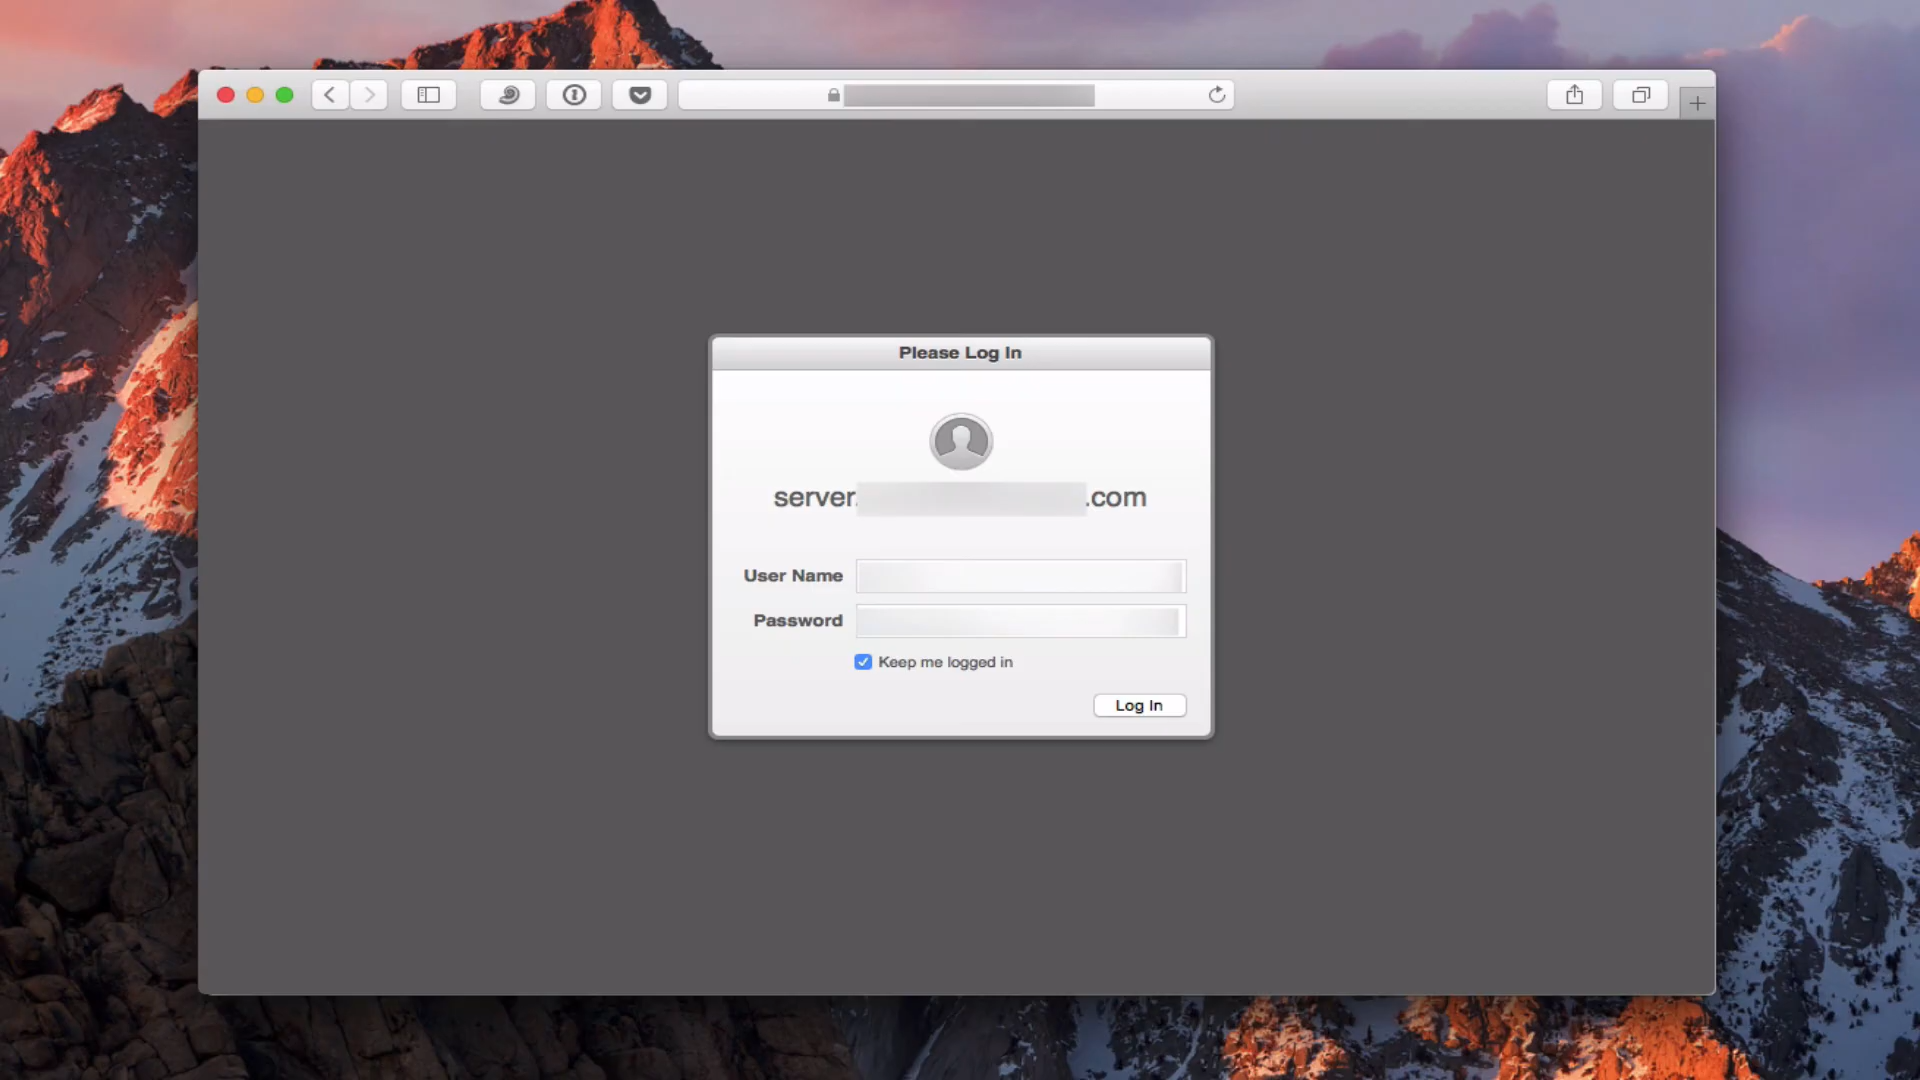 Please Log In
server. .com
User Name
Password
Keep me logged in
Log In